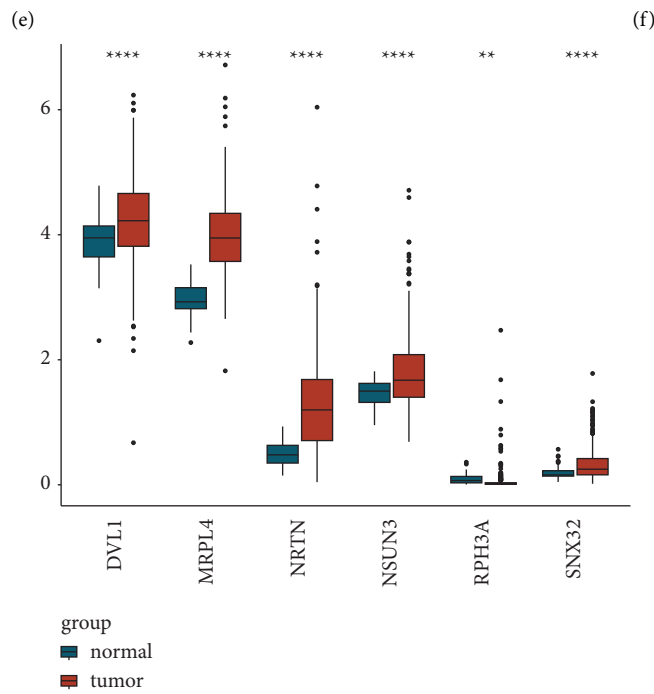 (e) (f)
**** **** **** **** ** ****
6
4
2
0
DVL1 MRPL4 NRTN NSUN3 RPH3A SNX32
group
normal
tumor